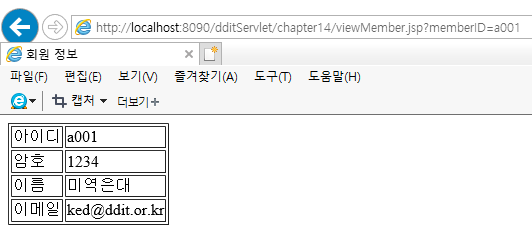 http://localhost:8090/dditServlet/chapter14/viewMember.jsp?memberID=a001
회원 정보
파일(F) 편집(E) 보기(V) 즐겨찾기(A) 도구(T) 도움말(H)
캡처 더보기
아이디 a001
암호 1234
이름 미역은대
이메일 ked@ddit.or.kr